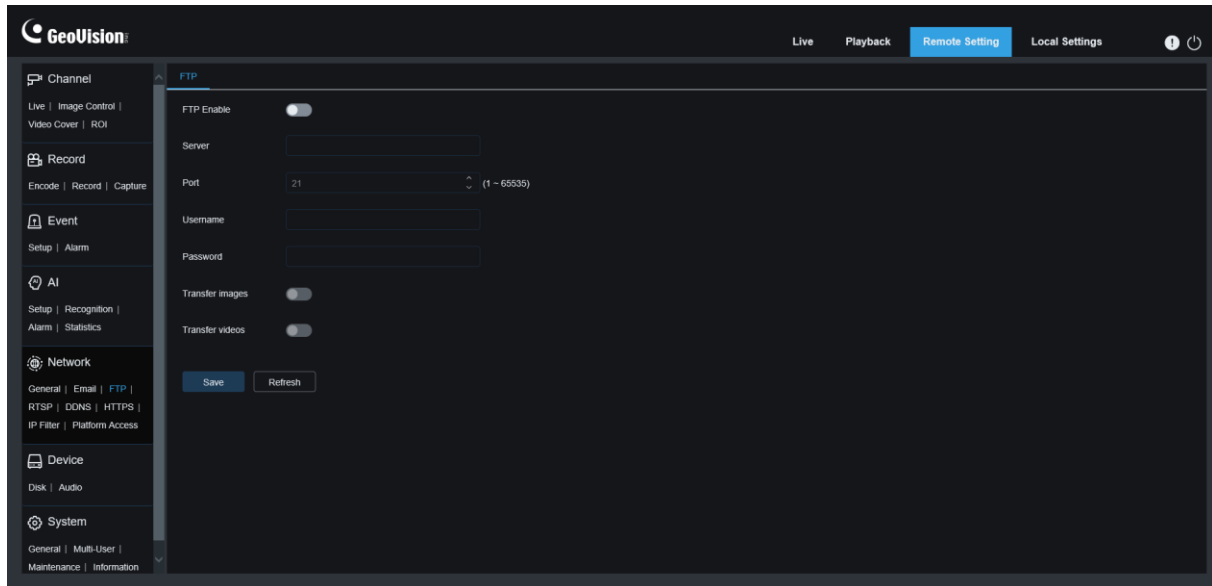 GeoVision
Live Playback Remote Setting Local Settings
Channel
Live | Image Control |
Video Cover | ROI
Record
Encode | Record | Capture
Event
Setup | Alarm
AI
Setup | Recognition |
Alarm | Statistics
Network
General | Email | FTP |
RTSP | DDNS | HTTPS |
IP Filter | Platform Access
Device
Disk | Audio
System
General | Multi-User |
Maintenance | Information
FTP
FTP Enable
Server
Port 21 (1 ~ 65535)
Username
Password
Transfer images
Transfer videos
Save Refresh